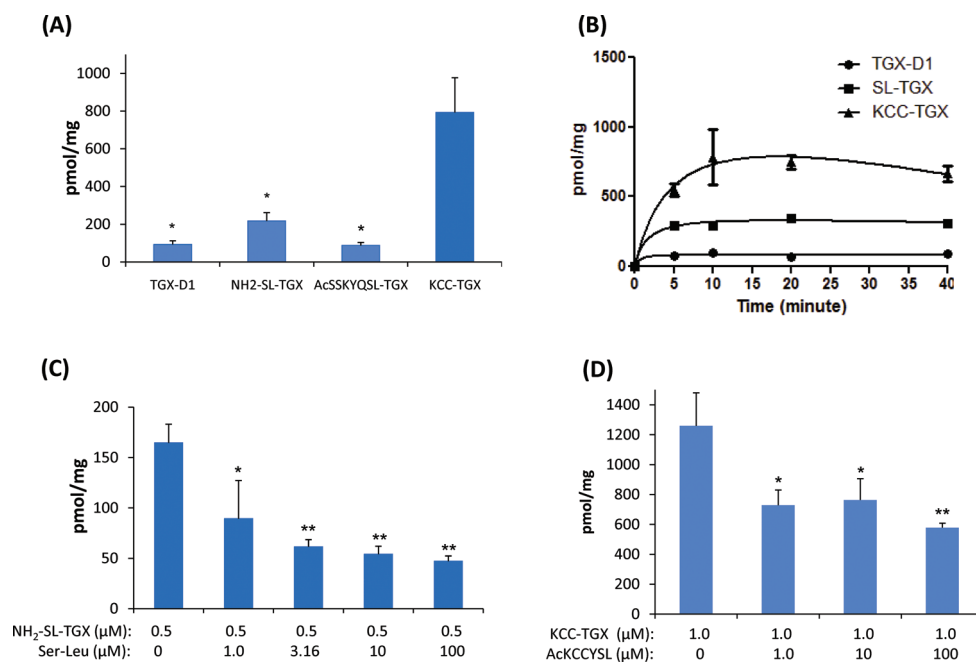 (A)
pmol/mg
1000
800
600
400
200
0
*
*
*
TGX-D1
NH2-SL-TGX
AcSSKYQSL-TGX
KCC-TGX
(B)
pmol/mg
1500
1000
500
0
TGX-D1
SL-TGX
KCC-TGX
0 5 10 15 20 25 30 35 40
Time (minute)
(C)
pmol/mg
200
150
100
50
0
*
**
**
**
NH₂-SL-TGX (µM): 0.5 0.5 0.5 0.5 0.5
Ser-Leu (µM): 0 1.0 3.16 10 100
(D)
pmol/mg
1400
1200
1000
800
600
400
200
0
*
*
**
KCC-TGX (µM): 1.0 1.0 1.0 1.0
AcKCCYSL (µM): 0 1.0 10 100